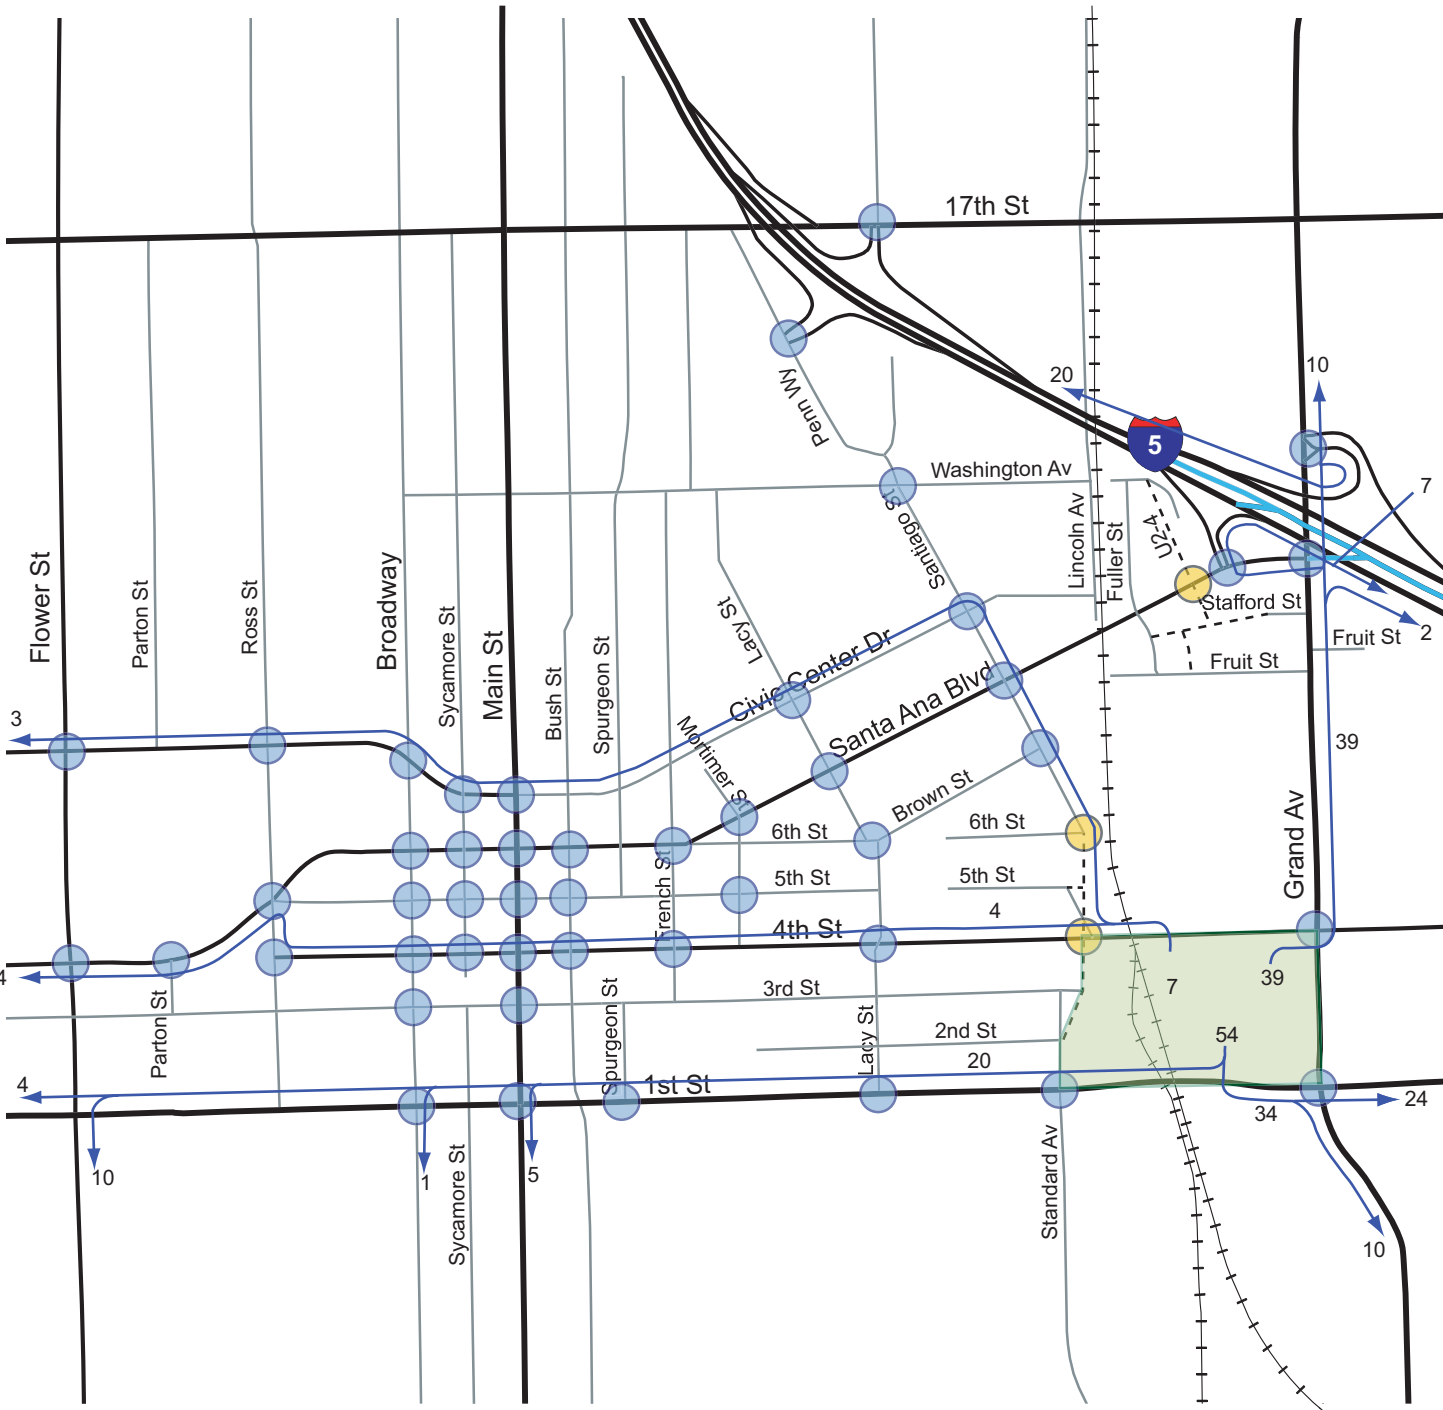 17th St
10
20
5
Penn Wy
Washington Av
7
Santiago St
Lincoln Av
Fuller St
U2-4
Flower St
Parton St
Ross St
Broadway
Sycamore St
Main St
Bush St
Spurgeon St
Lacy St
Civic Center Dr
Stafford St
Fruit St
2
Fruit St
Santa Ana Blvd
Mortimer St
3
39
Brown St
6th St
6th St
Grand Av
5th St
5th St
French St
4
4th St
4
39
7
3rd St
Parton St
Spurgeon St
Lacy St
2nd St
54
20
4
1st St
34
24
10
1
5
Sycamore St
Standard Av
10